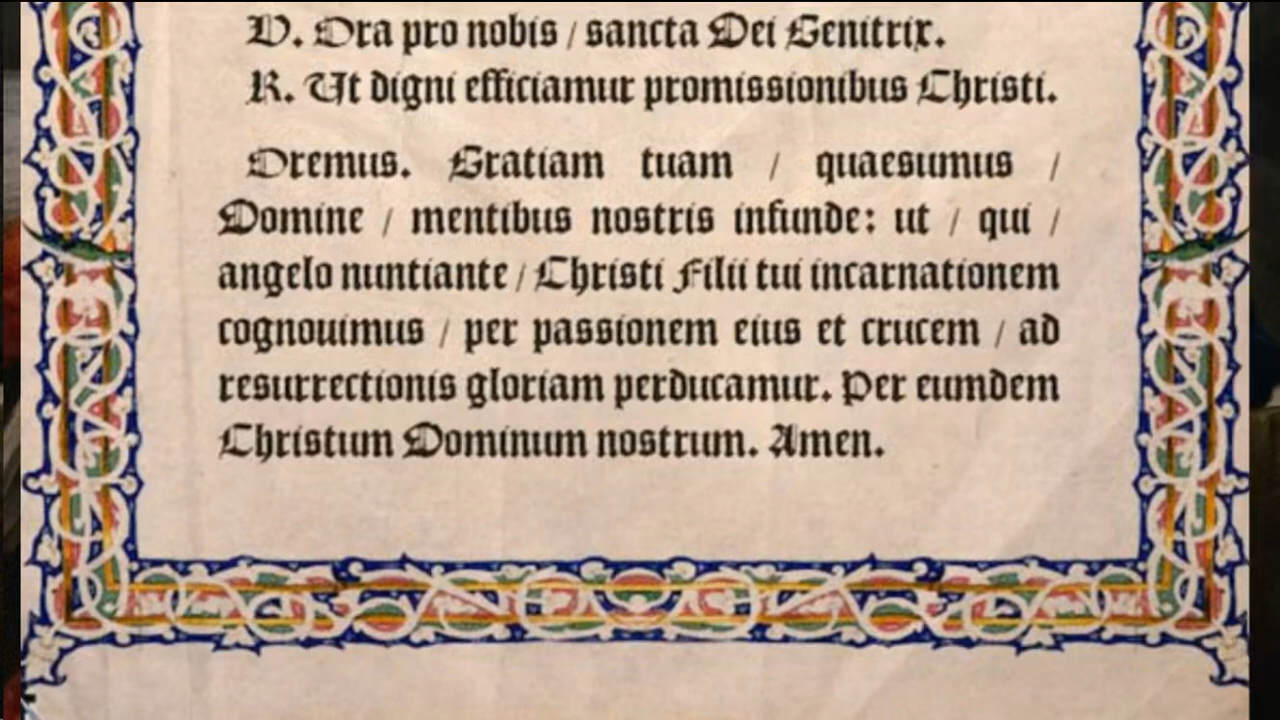 V. Ora pro nobis / sancta Dei Genitrix.
R. Ut digni efficiamur promissionibus Christi.
Oremus. Gratiam tuam / quaesumus /
Domine / mentibus nostris infunde: ut / qui /
angelo nuntiante / Christi Filii tui incarnationem
cognouimus / per passionem eius et crucem / ad
resurrectionis gloriam perducamur. Per eumdem
Christum Dominum nostrum. Amen.